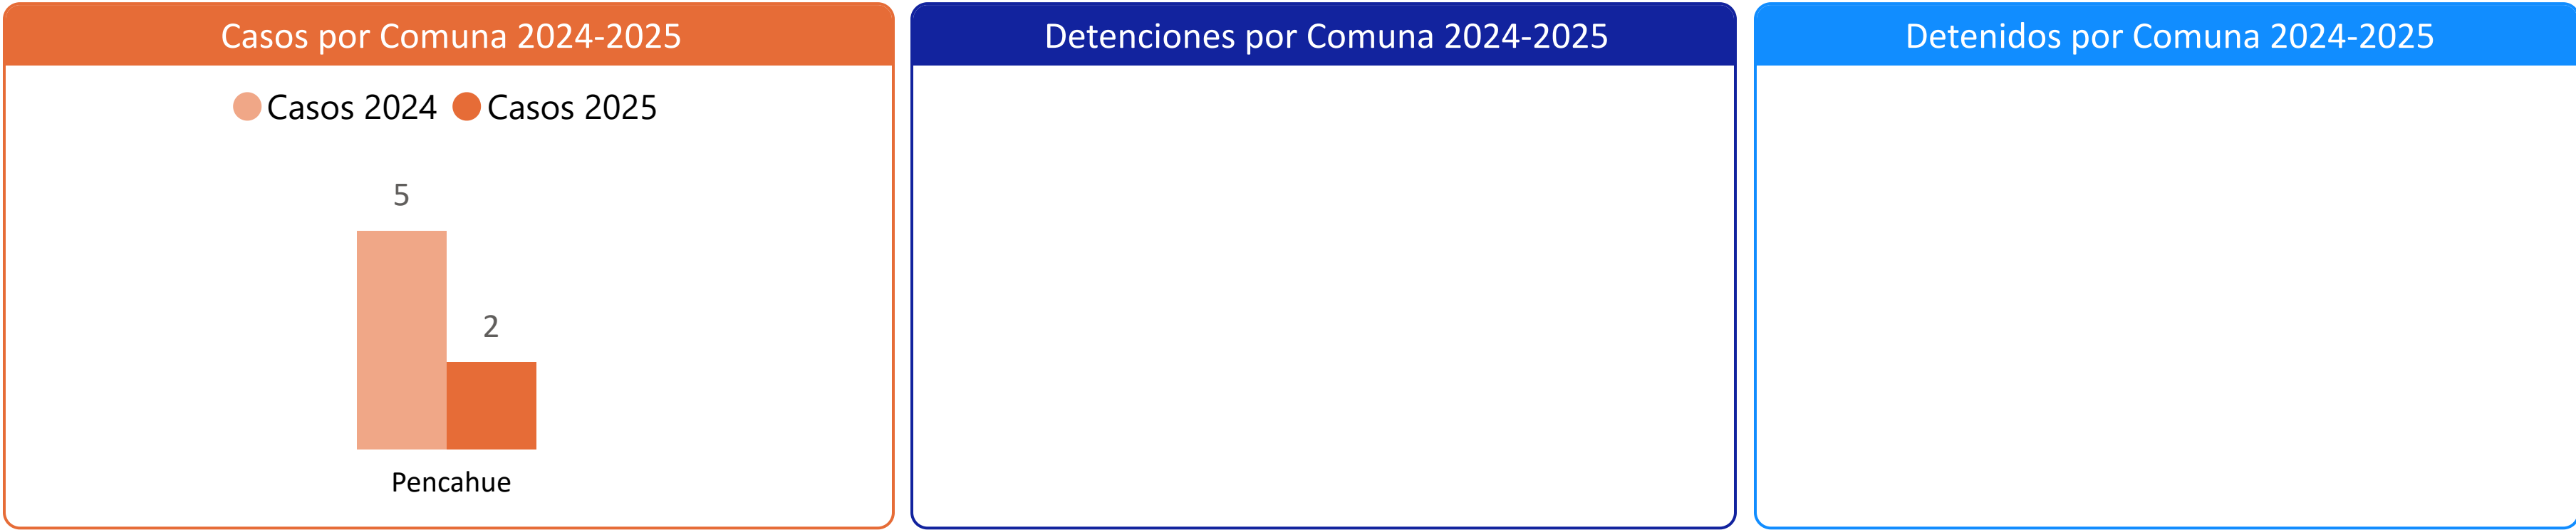 Casos por Comuna 2024-2025
Casos 2024 Casos 2025
5
2
Pencahue
Detenciones por Comuna 2024-2025
Detenidos por Comuna 2024-2025